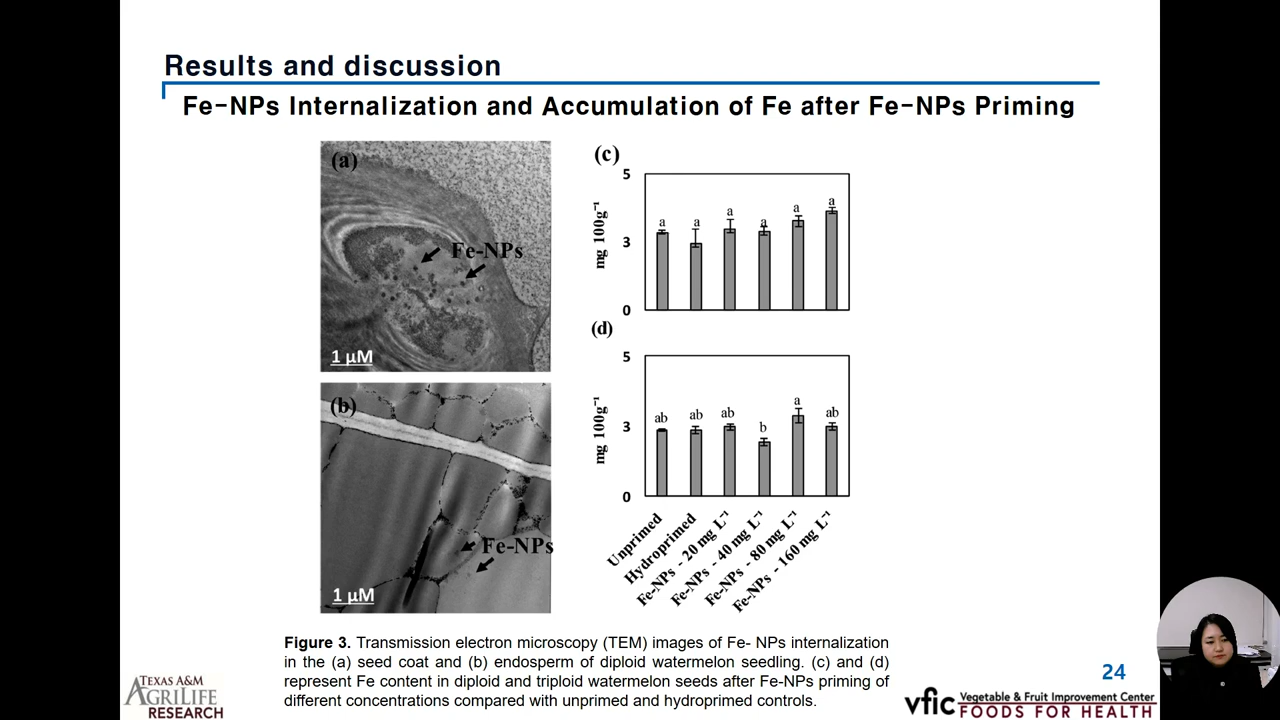 Results and discussion
Fe-NPs Internalization and Accumulation of Fe after Fe-NPs Priming
(a)
Fe-NPs
1 µM
(b)
Fe-NPs
1 µM
(c)
5
3
0
mg 100g⁻¹
a
a
a
a
a
a
(d)
5
3
0
mg 100g⁻¹
ab
ab
ab
b
a
ab
Unprimed
Hydroprimed
Fe-NPs - 20 mg L⁻¹
Fe-NPs - 40 mg L⁻¹
Fe-NPs - 80 mg L⁻¹
Fe-NPs - 160 mg L⁻¹
Figure 3. Transmission electron microscopy (TEM) images of Fe- NPs internalization
in the (a) seed coat and (b) endosperm of diploid watermelon seedling. (c) and (d)
represent Fe content in diploid and triploid watermelon seeds after Fe-NPs priming of
different concentrations compared with unprimed and hydroprimed controls.
24
TEXAS A&M
AGRILIFE
RESEARCH
vfic Vegetable & Fruit Improvement Center
FOODS FOR HEALTH